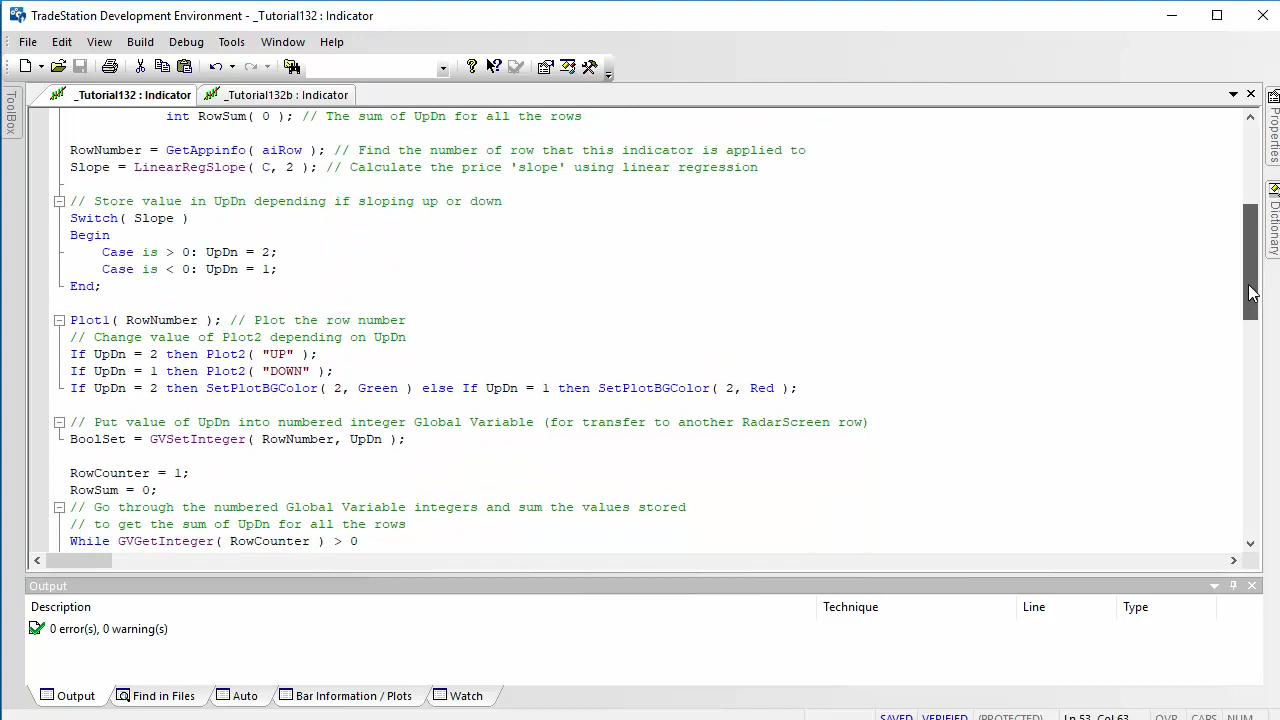 TradeStation Development Environment - _Tutorial132 : Indicator
File Edit View Build Debug Tools Window Help
_Tutorial132 : Indicator _Tutorial132b : Indicator
ToolBox
Properties
Dictionary
int RowSum( 0 ); // The sum of UpDn for all the rows
RowNumber = GetAppinfo( aiRow ); // Find the number of row that this indicator is applied to
Slope = LinearRegSlope( C, 2 ); // Calculate the price 'slope' using linear regression
// Store value in UpDn depending if sloping up or down
Switch( Slope )
Begin
Case is > 0: UpDn = 2;
Case is < 0: UpDn = 1;
End;
Plot1( RowNumber ); // Plot the row number
// Change value of Plot2 depending on UpDn
If UpDn = 2 then Plot2( "UP" );
If UpDn = 1 then Plot2( "DOWN" );
If UpDn = 2 then SetPlotBGColor( 2, Green ) else If UpDn = 1 then SetPlotBGColor( 2, Red );
// Put value of UpDn into numbered integer Global Variable (for transfer to another RadarScreen row)
BoolSet = GVSetInteger( RowNumber, UpDn );
RowCounter = 1;
RowSum = 0;
// Go through the numbered Global Variable integers and sum the values stored
// to get the sum of UpDn for all the rows
While GVGetInteger( RowCounter ) > 0
Output
Description Technique Line Type
0 error(s), 0 warning(s)
Output Find in Files Auto Bar Information / Plots Watch
SAVED VERIFIED (PROTECTED) Ln 53, Col 63 OVR CAPS NUM